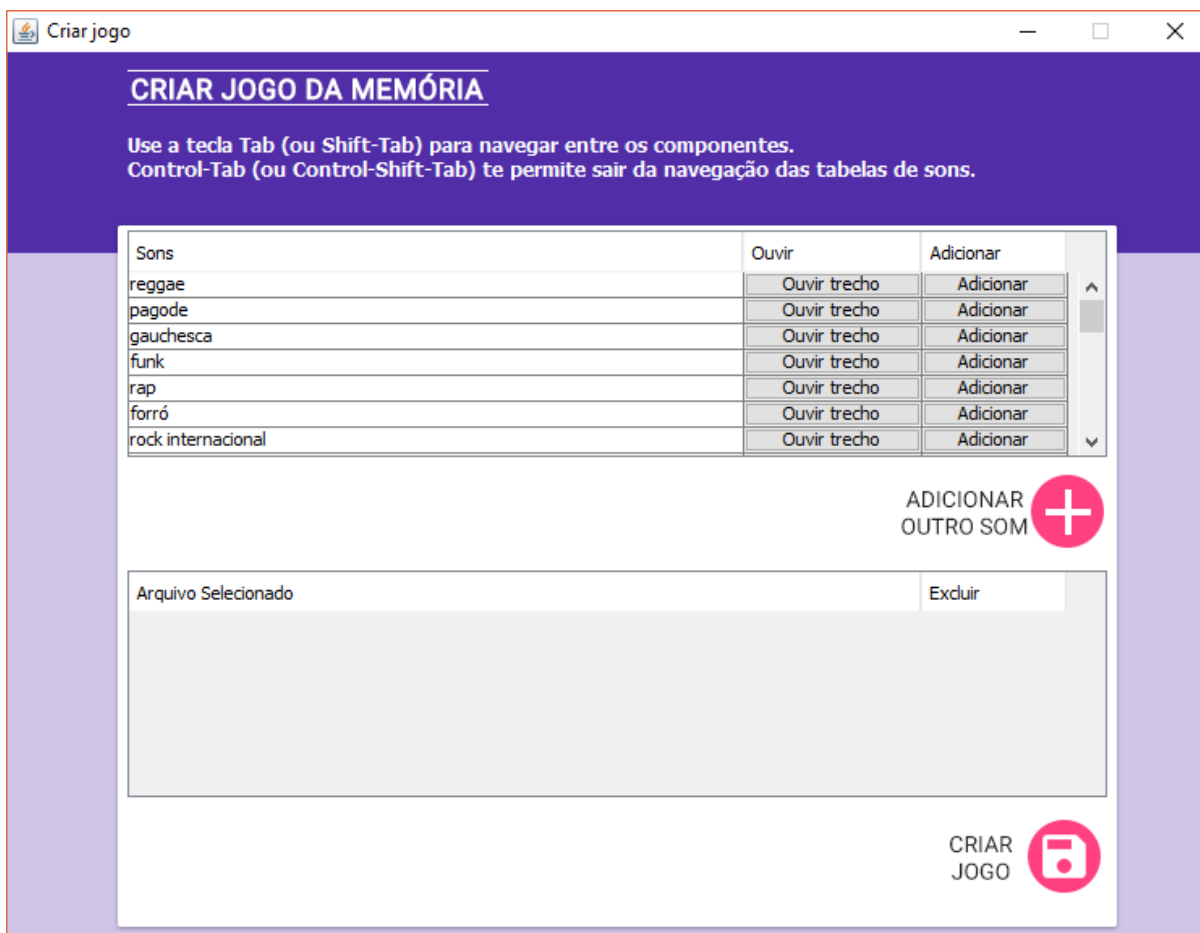 Criar jogo
CRIAR JOGO DA MEMÓRIA
Use a tecla Tab (ou Shift-Tab) para navegar entre os componentes.
Control-Tab (ou Control-Shift-Tab) te permite sair da navegação das tabelas de sons.
Sons Ouvir Adicionar
reggae Ouvir trecho Adicionar
pagode Ouvir trecho Adicionar
gauchesca Ouvir trecho Adicionar
funk Ouvir trecho Adicionar
rap Ouvir trecho Adicionar
forró Ouvir trecho Adicionar
rock internacional Ouvir trecho Adicionar
ADICIONAR
OUTRO SOM
Arquivo Selecionado Excluir
CRIAR
JOGO